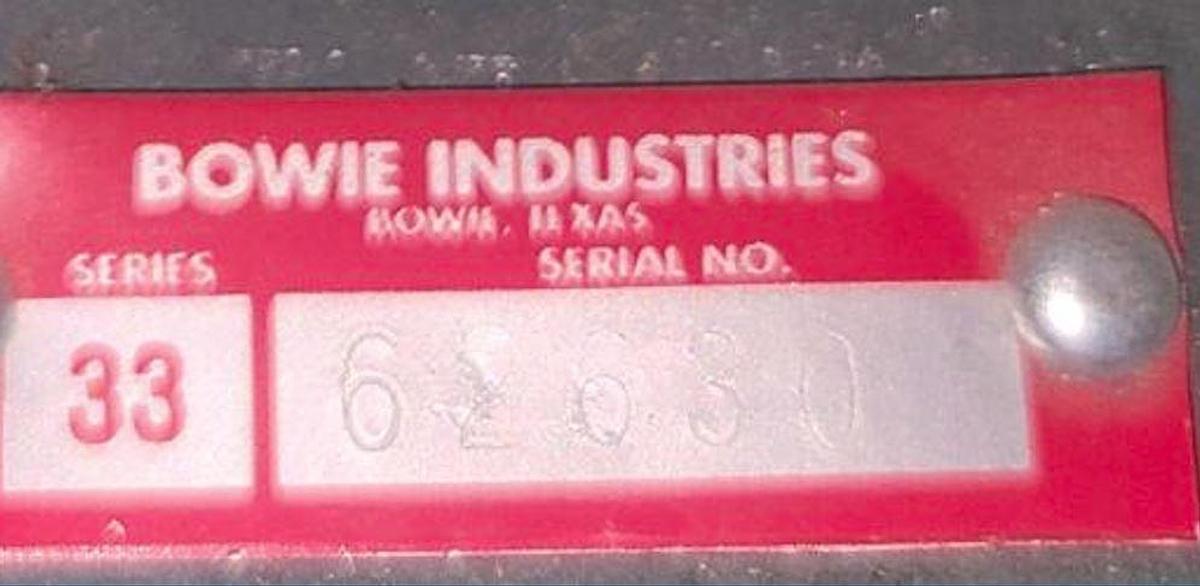 BOWIE INDUSTRIES
BOWIE, TEXAS
SERIES SERIAL NO.
33